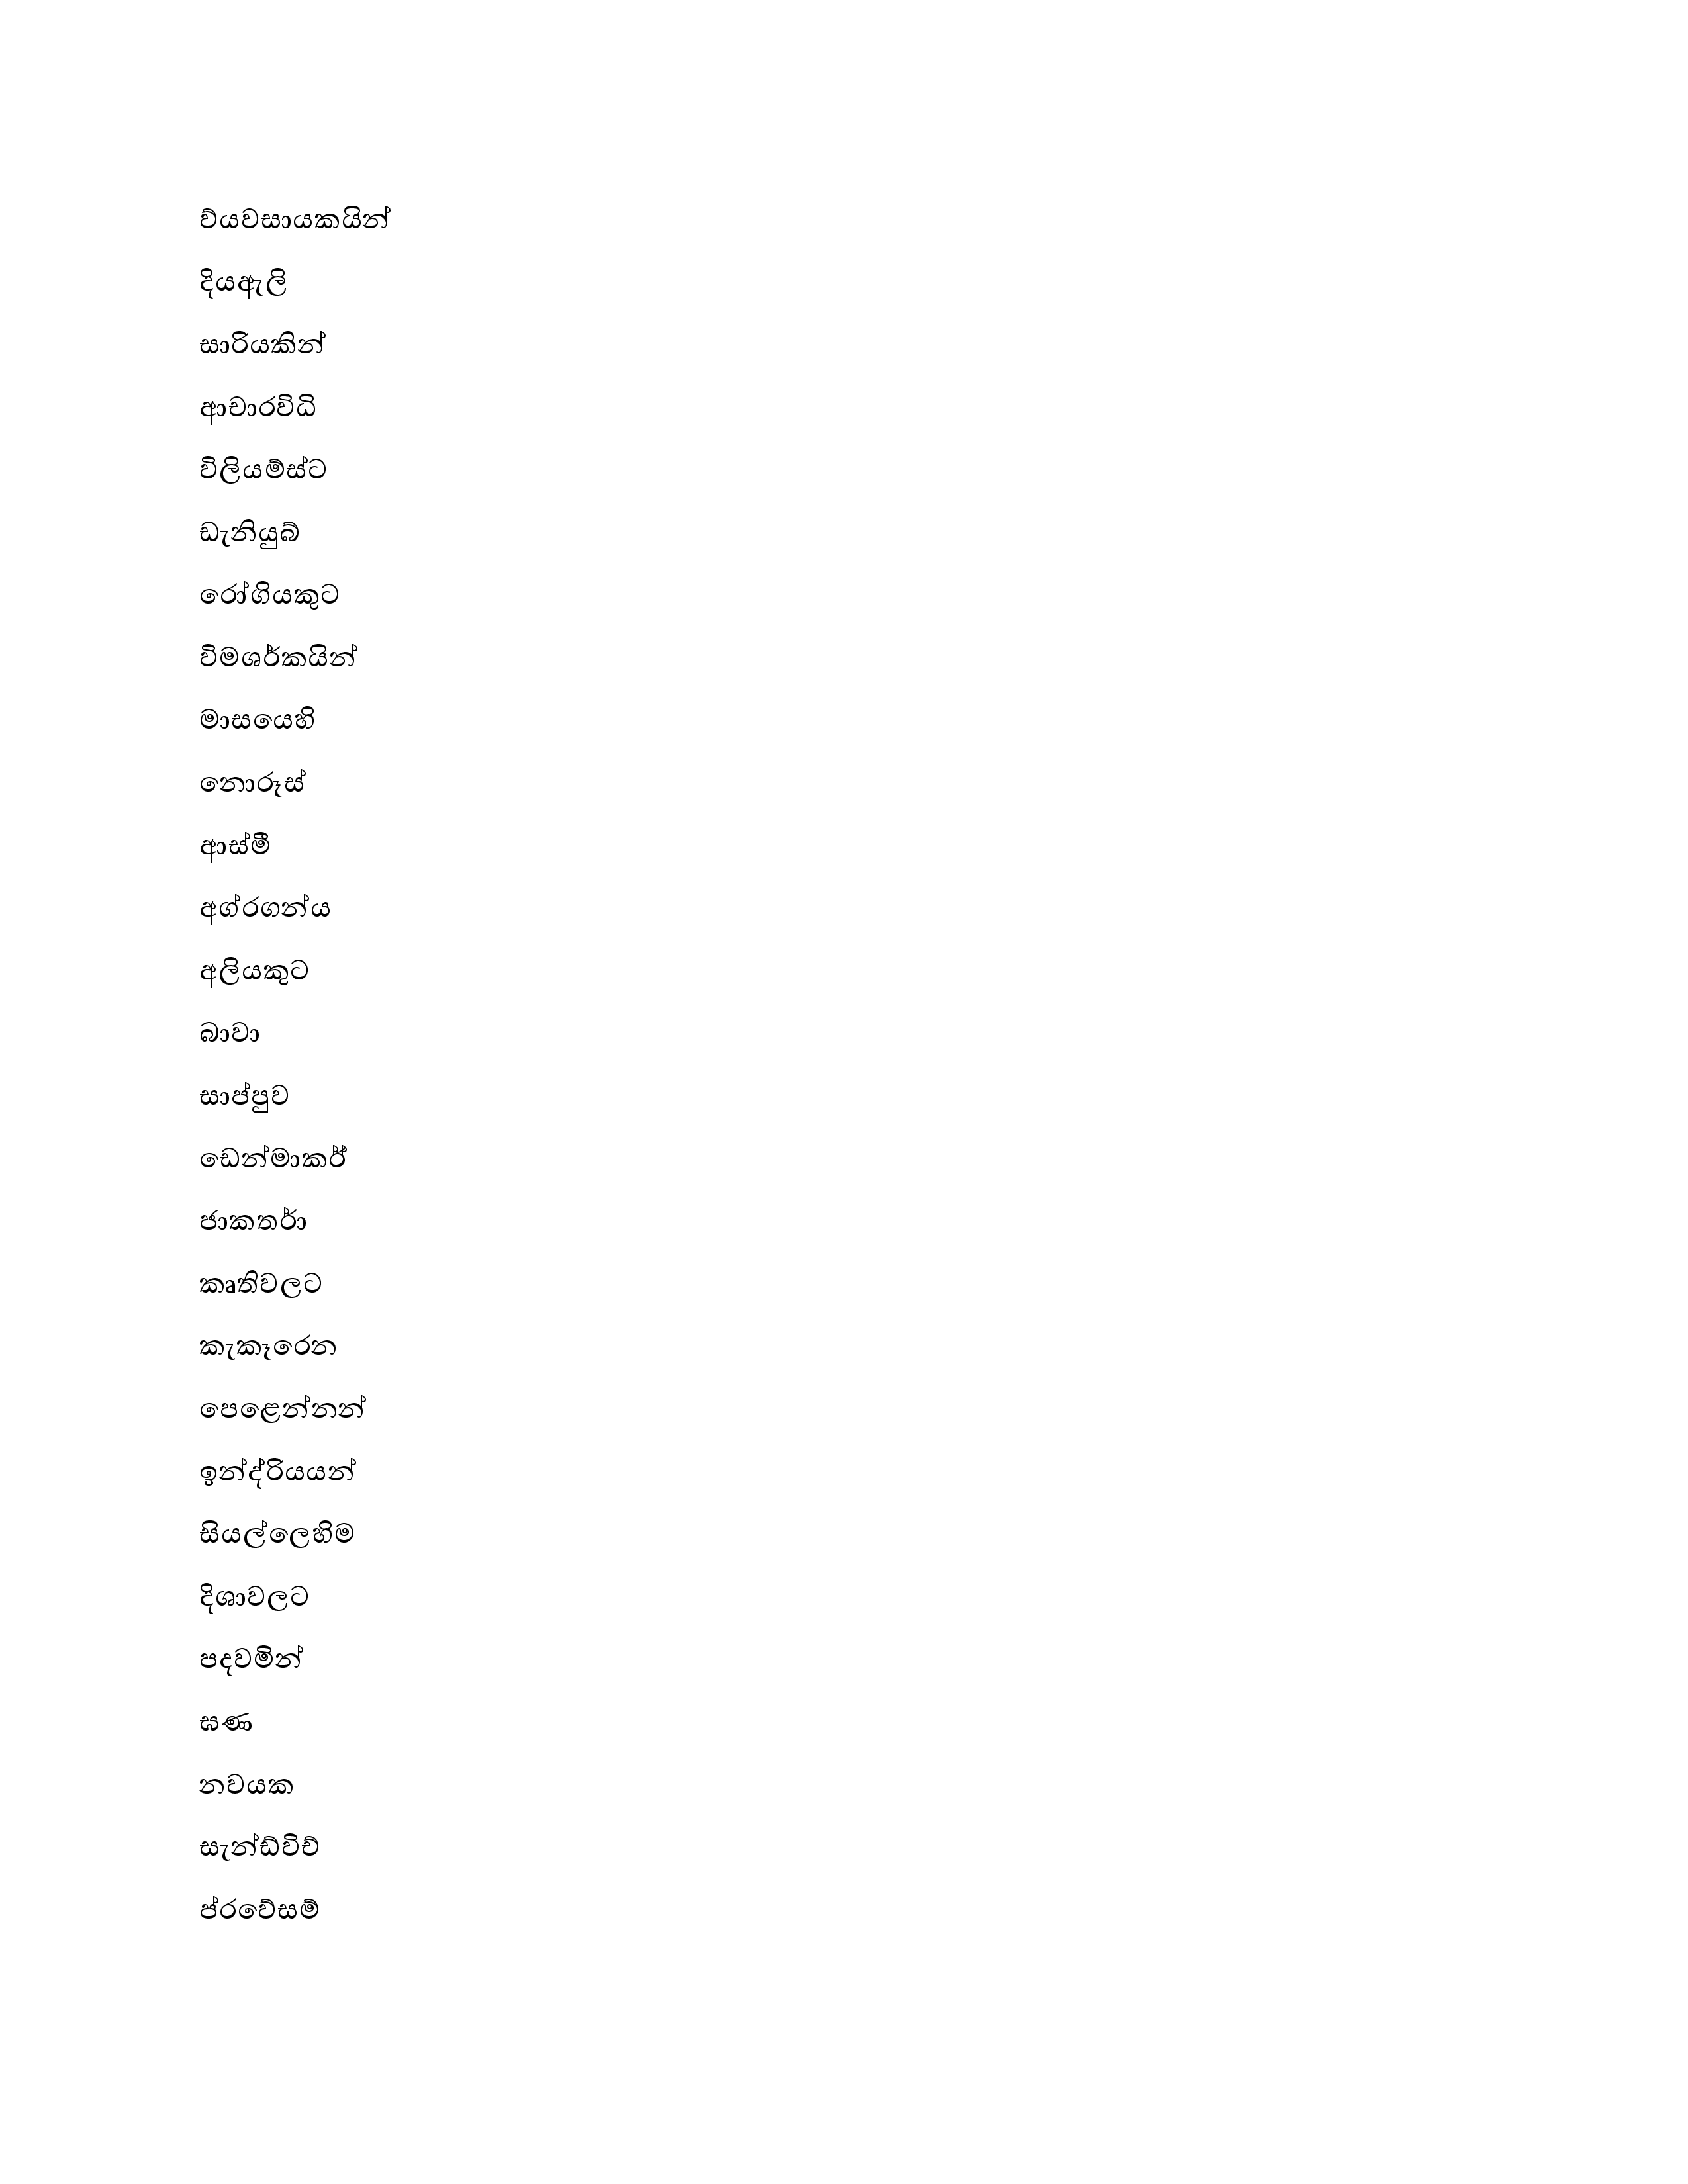 ව්යවසායකයින්
දියඇලි
සාරියකින්
ආචාරවිධි
විලියම්ස්ට
ඩැනියුබ්
රෝගියකුට
විමශර්කයින්
මාසයෙහි
නොරූස්
ආස්මී
අග්රගන්ය
අලියකුට
බාවා
සාප්පුව
ඩෙන්මාකර්
ජාකතර්ා
කෘතිවලට
කැකෑරෙන
පෙළෙන්නන්
ඉන්ද්රියයන්
සියල්ලෙහිම
දිශාවලට
පදවමින්
ඝණ
නවයක
සැන්ඩ්විච්
ප්රවේසම්